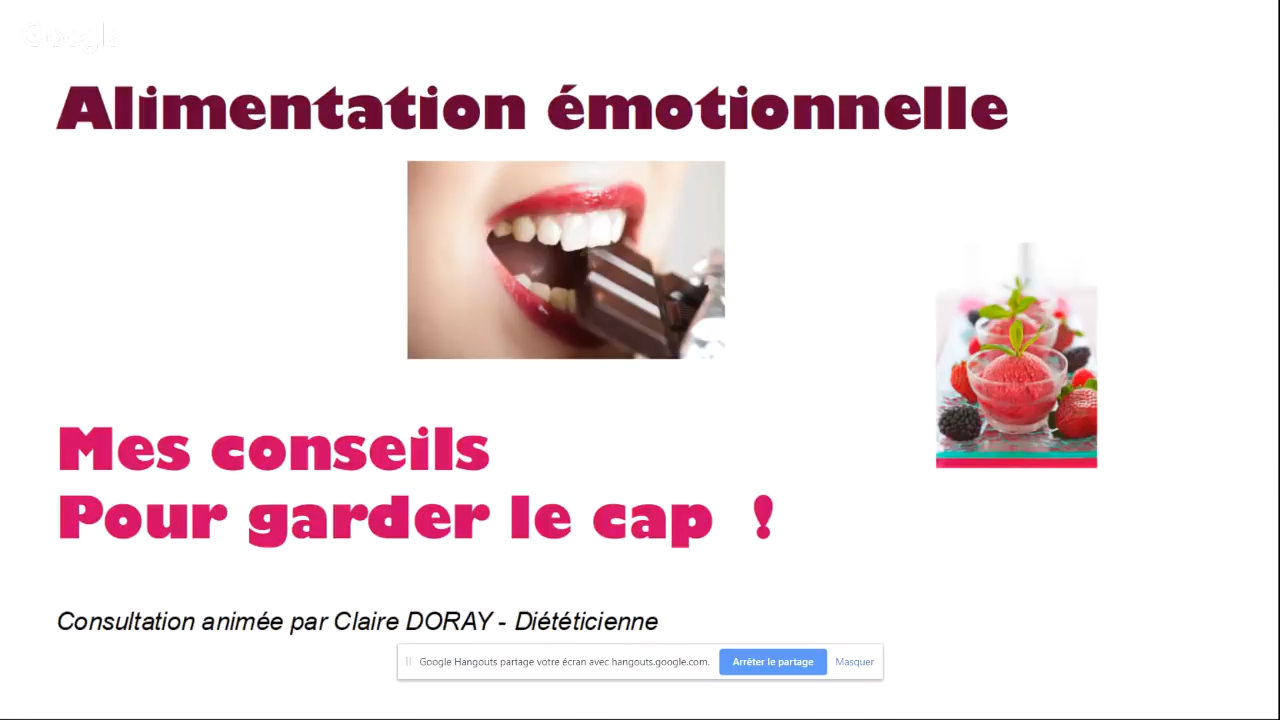 Google
Alimentation émotionnelle
Mes conseils
Pour garder le cap !
Consultation animée par Claire DORAY - Diététicienne
Google Hangouts partage votre écran avec hangouts.google.com. Arrêter le partage Masquer